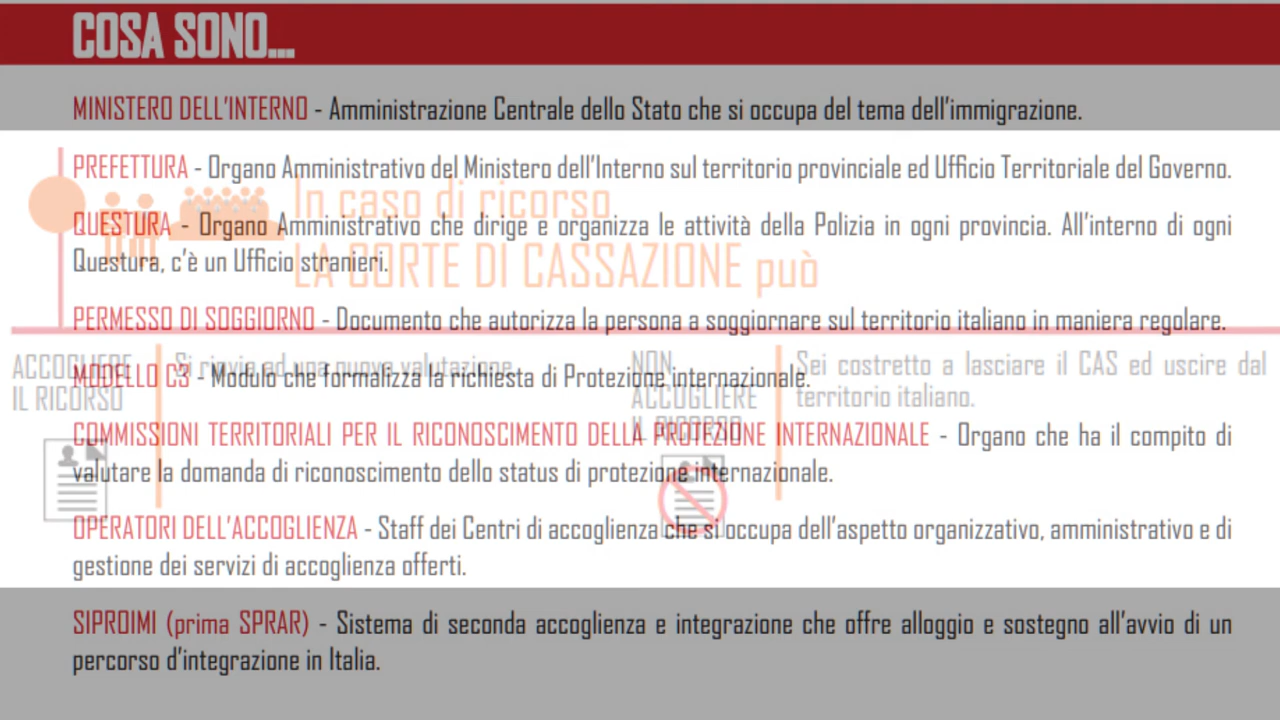 COSA SONO...
MINISTERO DELL'INTERNO - Amministrazione Centrale dello Stato che si occupa del tema dell'immigrazione.
PREFETTURA - Organo Amministrativo del Ministero dell'Interno sul territorio provinciale ed Ufficio Territoriale del Governo.
In caso di ricorso
QUESTURA - Organo Amministrativo che dirige e organizza le attività della Polizia in ogni provincia. All'interno di ogni
Questura, c'è un Ufficio stranieri.
LA CORTE DI CASSAZIONE può
PERMESSO DI SOGGIORNO - Documento che autorizza la persona a soggiornare sul territorio italiano in maniera regolare.
ACCOGLIERE
IL RICORSO
Si rinvia ad una nuova valutazione.
NON
ACCOGLIERE
IL RICORSO
Sei costretto a lasciare il CAS ed uscire dal
territorio italiano.
MODELLO C3 - Modulo che formalizza la richiesta di Protezione internazionale.
COMMISSIONI TERRITORIALI PER IL RICONOSCIMENTO DELLA PROTEZIONE INTERNAZIONALE - Organo che ha il compito di
valutare la domanda di riconoscimento dello status di protezione internazionale.
OPERATORI DELL'ACCOGLIENZA - Staff dei Centri di accoglienza che si occupa dell'aspetto organizzativo, amministrativo e di
gestione dei servizi di accoglienza offerti.
SIPROIMI (prima SPRAR) - Sistema di seconda accoglienza e integrazione che offre alloggio e sostegno all'avvio di un
percorso d'integrazione in Italia.